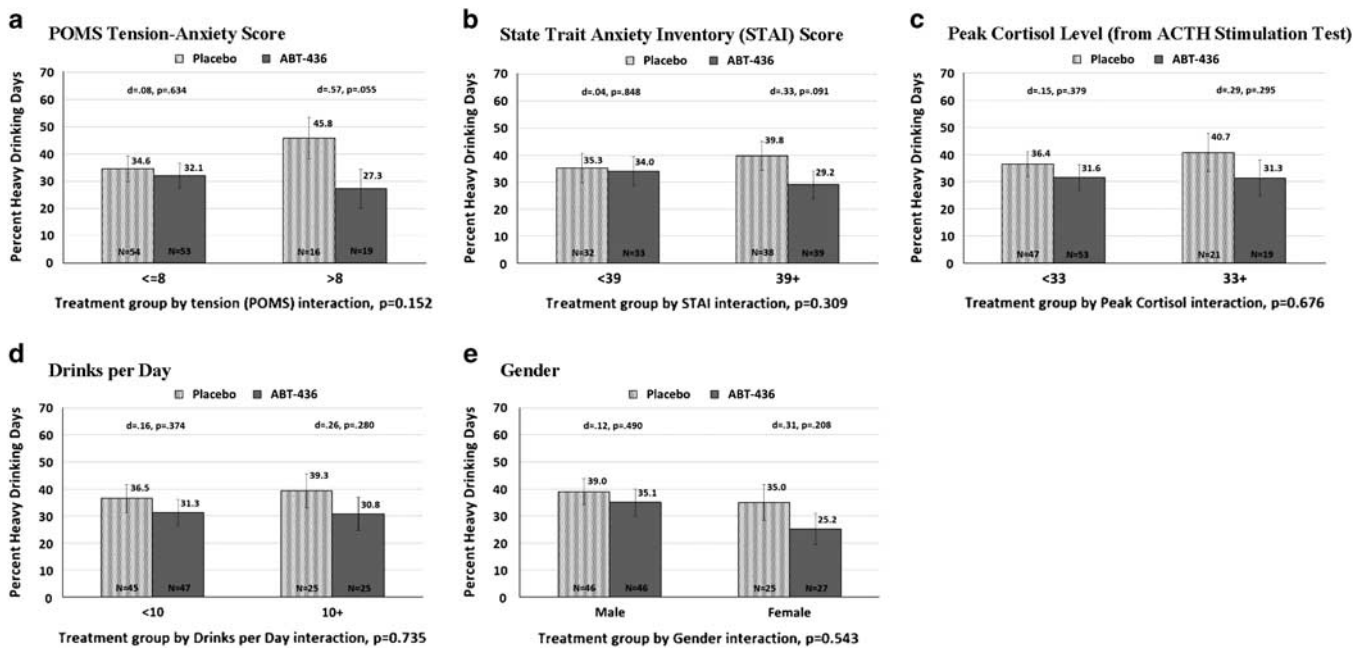 a
POMS Tension-Anxiety Score
Placebo ABT-436
Percent Heavy Drinking Days
70
60
50
40
30
20
10
0
d=.08, p=.634 d=.57, p=.055
34.6 32.1 45.8 27.3
N=54 N=53 N=16 N=19
<=8 >8
Treatment group by tension (POMS) interaction, p=0.152
b
State Trait Anxiety Inventory (STAI) Score
Placebo ABT-436
Percent Heavy Drinking Days
70
60
50
40
30
20
10
0
d=.04, p=.848 d=.33, p=.091
35.3 34.0 39.8 29.2
N=32 N=33 N=38 N=39
<39 39+
Treatment group by STAI interaction, p=0.309
c
Peak Cortisol Level (from ACTH Stimulation Test)
Placebo ABT-436
Percent Heavy Drinking Days
70
60
50
40
30
20
10
0
d=.15, p=.379 d=.29, p=.295
36.4 31.6 40.7 31.3
N=47 N=53 N=21 N=19
<33 33+
Treatment group by Peak Cortisol interaction, p=0.676
d
Drinks per Day
Placebo ABT-436
Percent Heavy Drinking Days
70
60
50
40
30
20
10
0
d=.16, p=.374 d=.26, p=.280
36.5 31.3 39.3 30.8
N=45 N=47 N=25 N=25
<10 10+
Treatment group by Drinks per Day interaction, p=0.735
e
Gender
Placebo ABT-436
Percent Heavy Drinking Days
70
60
50
40
30
20
10
0
d=.12, p=.490 d=.31, p=.208
39.0 35.1 35.0 25.2
N=46 N=46 N=25 N=27
Male Female
Treatment group by Gender interaction, p=0.543